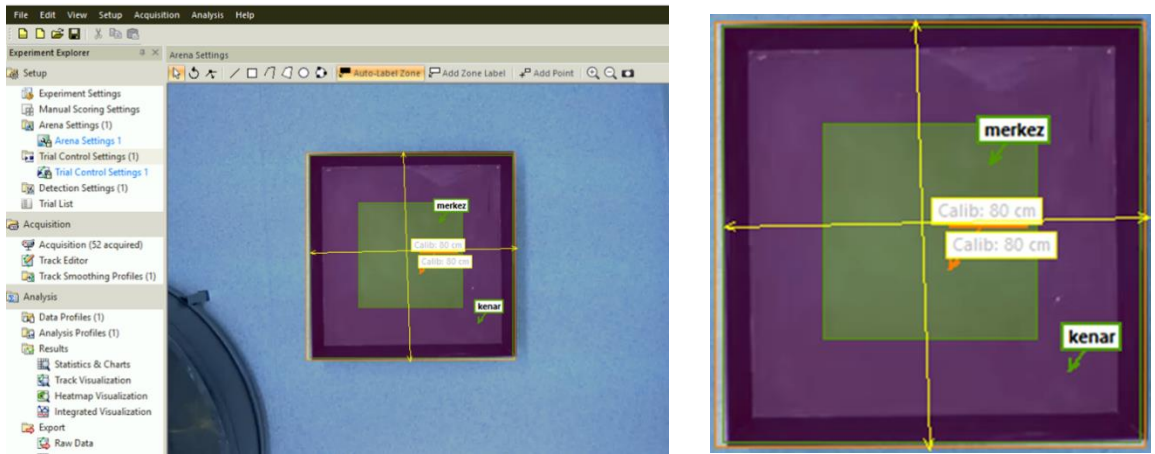 File Edit View Setup Acquisition Analysis Help
Experiment Explorer
Setup
Experiment Settings
Manual Scoring Settings
Arena Settings (1)
Arena Settings 1
Trial Control Settings (1)
Trial Control Settings 1
Detection Settings (1)
Trial List
Acquisition
Acquisition (52 acquired)
Track Editor
Track Smoothing Profiles (1)
Analysis
Data Profiles (1)
Analysis Profiles (1)
Results
Statistics & Charts
Track Visualization
Heatmap Visualization
Integrated Visualization
Export
Raw Data
Arena Settings
Auto-Label Zone Add Zone Label Add Point
merkez
Calib: 80 cm
Calib: 80 cm
kenar
merkez
Calib: 80 cm
Calib: 80 cm
kenar